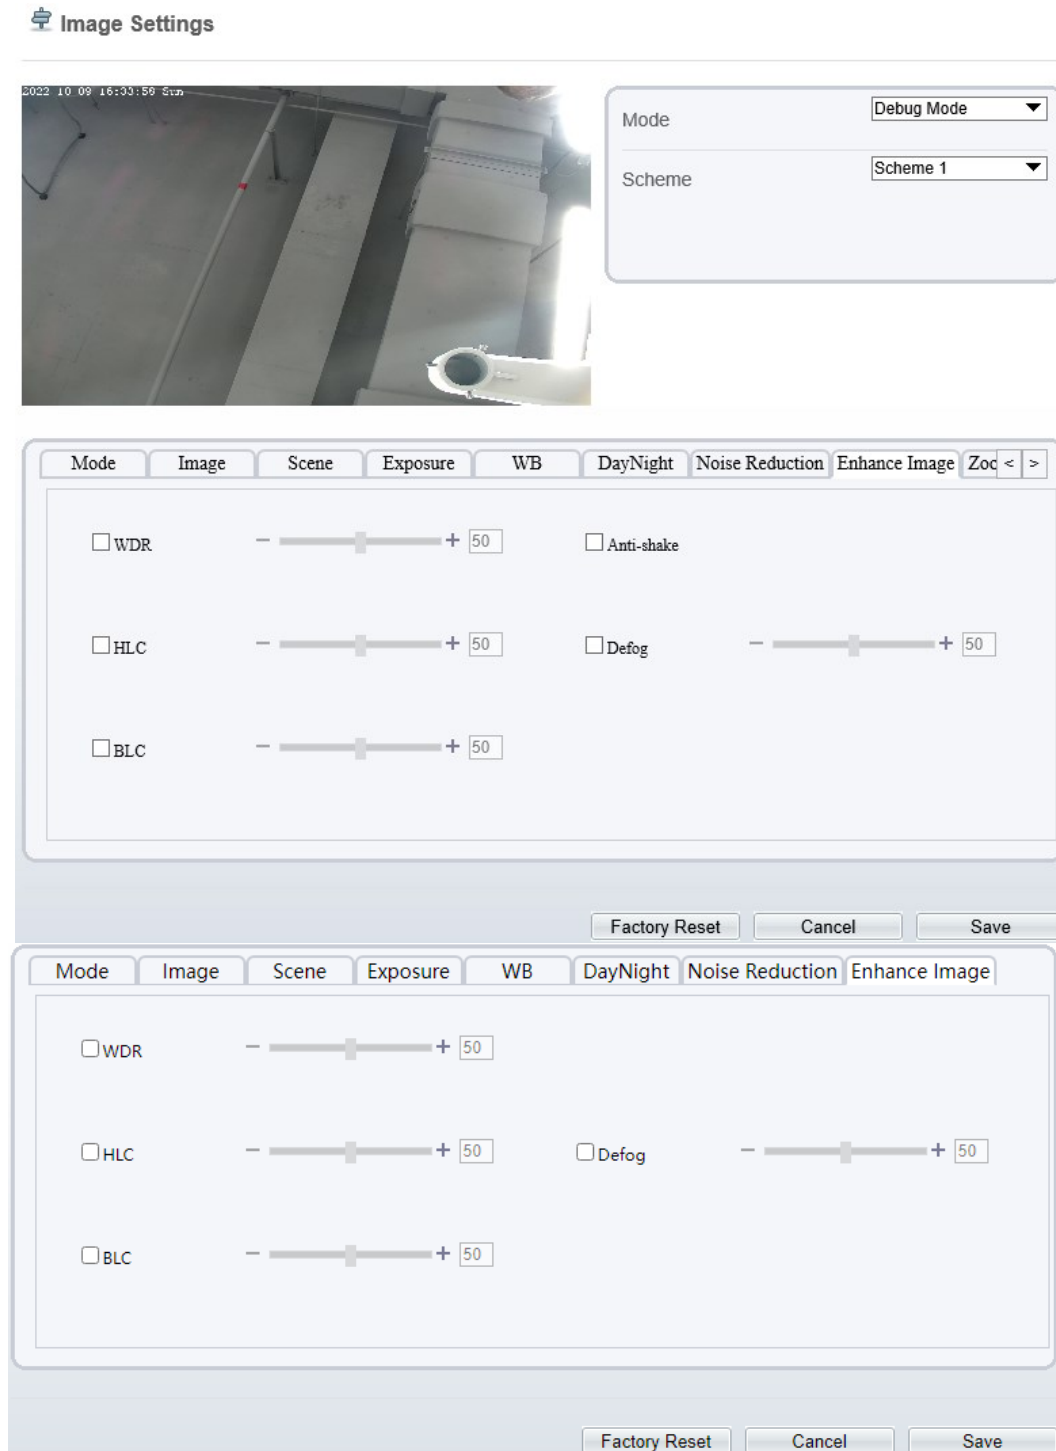 Image Settings
2022 10 09 16:33:58 Sun
Mode Debug Mode
Scheme Scheme 1
Mode Image Scene Exposure WB DayNight Noise Reduction Enhance Image Zoc < >
WDR − + 50 Anti-shake
HLC − + 50 Defog − + 50
BLC − + 50
Factory Reset Cancel Save
Mode Image Scene Exposure WB DayNight Noise Reduction Enhance Image
WDR − + 50
HLC − + 50 Defog − + 50
BLC − + 50
Factory Reset Cancel Save